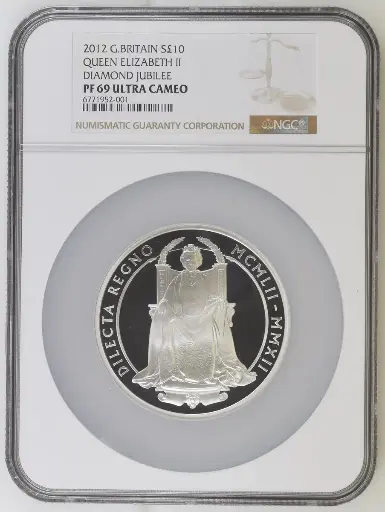 2012 G.BRITAIN S£10
QUEEN ELIZABETH II
DIAMOND JUBILEE
PF 69 ULTRA CAMEO
6771952-001
NUMISMATIC GUARANTY CORPORATION
NGC
DILECTA REGNO MCMLII - MMXII